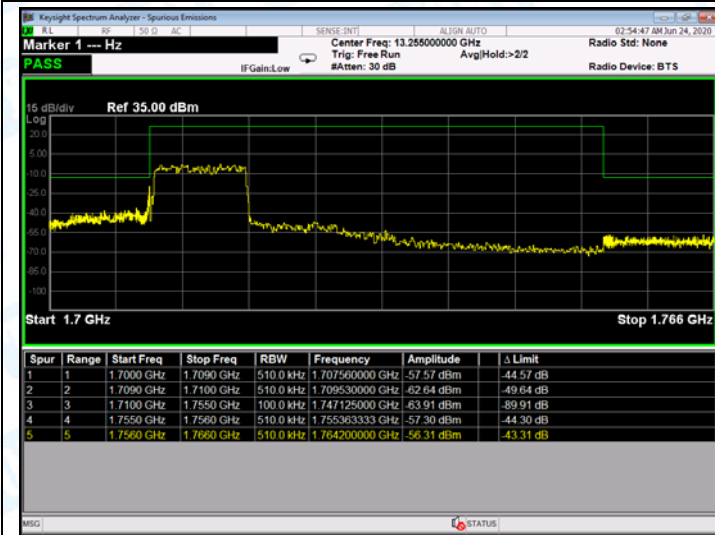 Keysight Spectrum Analyzer - Spurious Emissions
RL RF 50 Ω AC SENSE:INT ALIGN AUTO 02:54:47 AM Jun 24, 2020
Marker 1 --- Hz Center Freq: 13.255000000 GHz Radio Std: None
Trig: Free Run Avg|Hold:>2/2
PASS IFGain:Low #Atten: 30 dB Radio Device: BTS
15 dB/div Ref 35.00 dBm
Log
20.0
5.00
-10.0
-25.0
-40.0
-55.0
-70.0
-85.0
-100
Start 1.7 GHz Stop 1.766 GHz
Spur Range Start Freq Stop Freq RBW Frequency Amplitude Δ Limit
1 1 1.7000 GHz 1.7090 GHz 510.0 kHz 1.707560000 GHz -57.57 dBm -44.57 dB
2 2 1.7090 GHz 1.7100 GHz 510.0 kHz 1.709530000 GHz -62.64 dBm -49.64 dB
3 3 1.7100 GHz 1.7550 GHz 100.0 kHz 1.747125000 GHz -63.91 dBm -89.91 dB
4 4 1.7550 GHz 1.7560 GHz 510.0 kHz 1.755363333 GHz -57.30 dBm -44.30 dB
5 5 1.7560 GHz 1.7660 GHz 510.0 kHz 1.764200000 GHz -56.31 dBm -43.31 dB
MSG STATUS